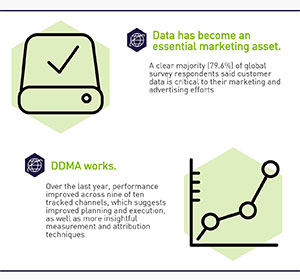 Data has become an
essential marketing asset.
A clear majority (79.6%) of global
survey respondents said customer
data is critical to their marketing and
advertising efforts
DDMA works.
Over the last year, performance
improved across nine of ten
tracked channels, which suggests
improved planning and execution,
as well as more insightful
measurement and attribution
techniques